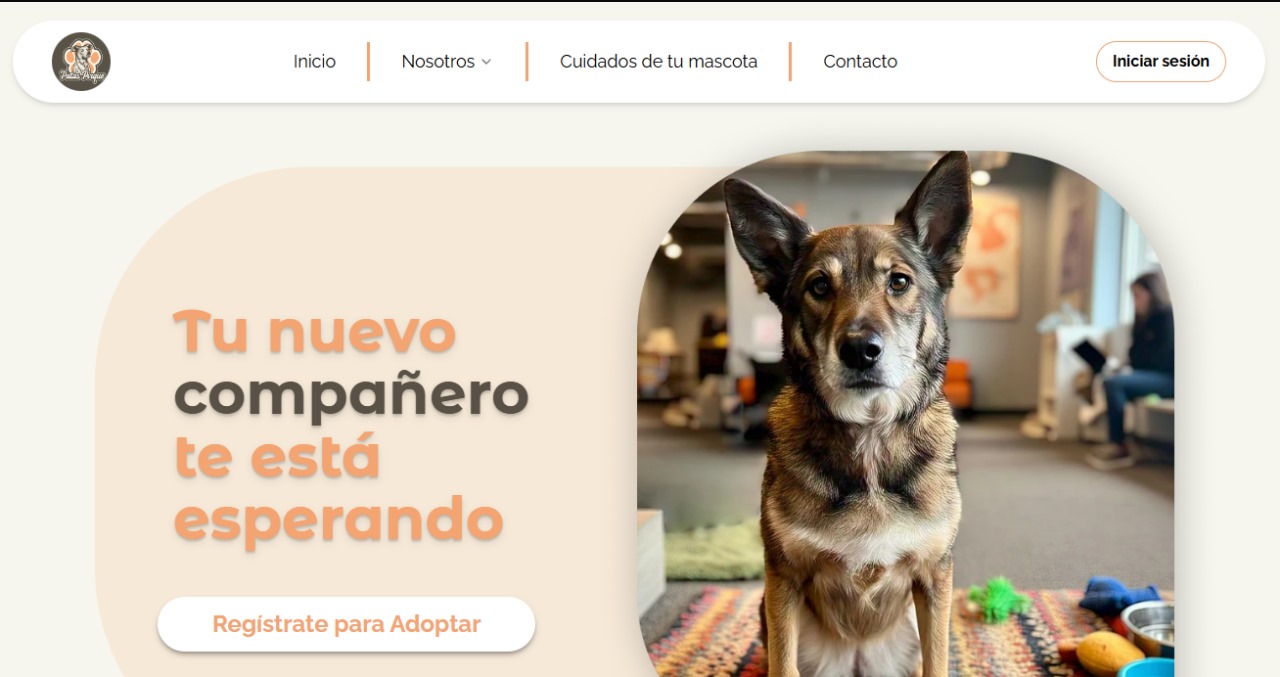 Inicio
Nosotros
Cuidados de tu mascota
Contacto
Iniciar sesión
Tu nuevo
compañero
te está
esperando
Regístrate para Adoptar